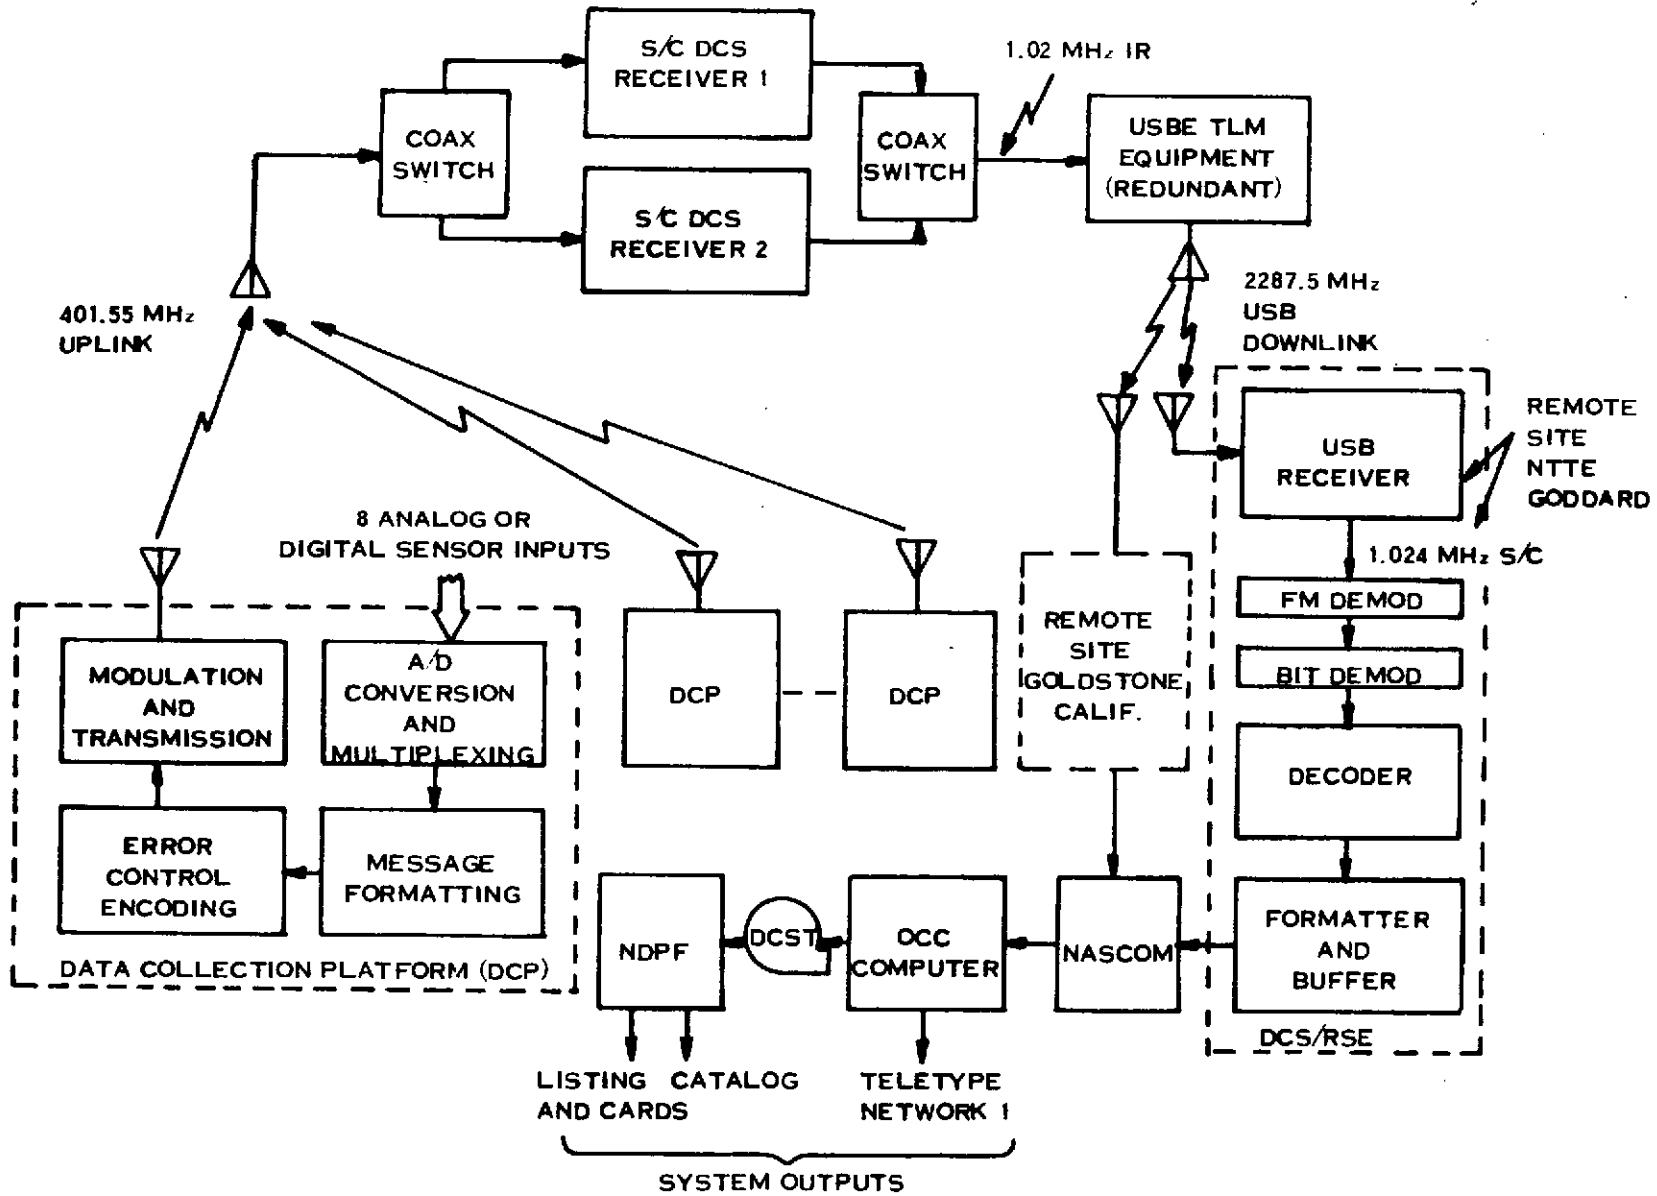 S/C DCS
RECEIVER 1
1.02 MHz IR
COAX
SWITCH
COAX
SWITCH
USBE TLM
EQUIPMENT
(REDUNDANT)
S/C DCS
RECEIVER 2
401.55 MHz
UPLINK
2287.5 MHz
USB
DOWNLINK
USB
RECEIVER
REMOTE
SITE
NTTE
GODDARD
8 ANALOG OR
DIGITAL SENSOR INPUTS
1.024 MHz S/C
FM DEMOD
BIT DEMOD
DECODER
FORMATTER
AND
BUFFER
DCS/RSE
MODULATION
AND
TRANSMISSION
A/D
CONVERSION
AND
MULTIPLEXING
ERROR
CONTROL
ENCODING
MESSAGE
FORMATTING
DATA COLLECTION PLATFORM (DCP)
DCP
DCP
REMOTE
SITE
GOLDSTONE
CALIF.
NDPF
DCST
OCC
COMPUTER
NASCOM
LISTING CATALOG
AND CARDS
TELETYPE
NETWORK 1
SYSTEM OUTPUTS